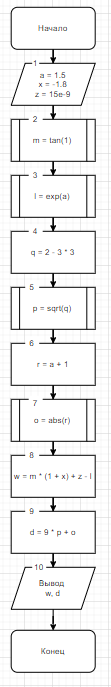 Начало
1
a = 1.5
x = -1.8
z = 15e-9
2
m = tan(1)
3
l = exp(a)
4
q = 2 - 3 * 3
5
p = sqrt(q)
6
r = a + 1
7
o = abs(r)
8
w = m * (1 + x) + z - l
9
d = 9 * p + o
10
Вывод
w, d
Конец